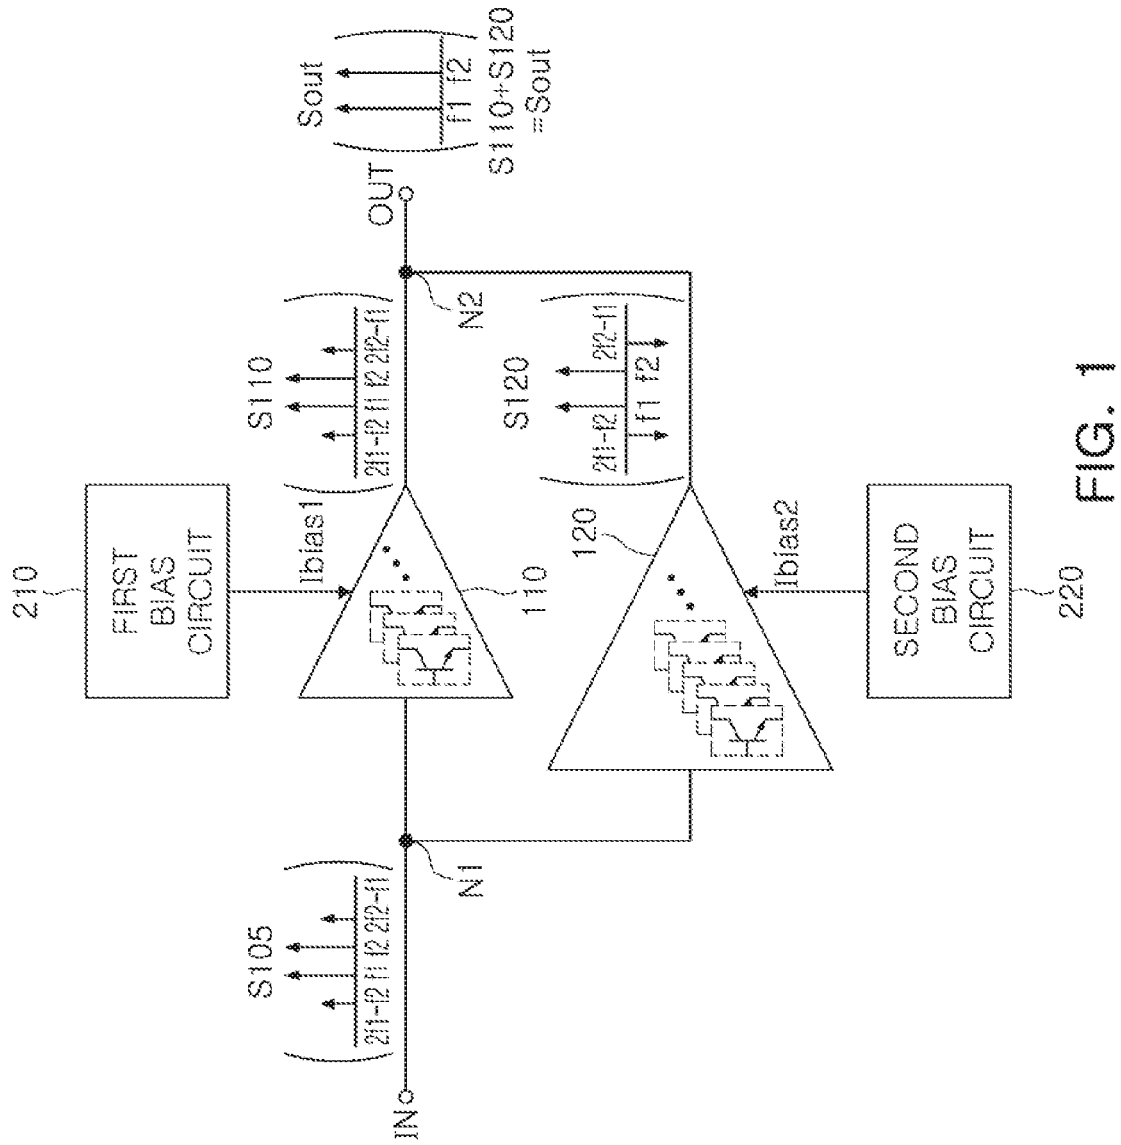 210
FIRST
BIAS
CIRCUIT
Ibias1
S105
2f1-f2 f1 f2 2f2-f1
S110
2f1-f2 f1 f2 2f2-f1
Sout
f1 f2
S110+S120
=Sout
IN
N1
110
N2
OUT
120
S120
2f1-f2 2f2-f1
f1 f2
Ibias2
SECOND
BIAS
CIRCUIT
220
FIG. 1